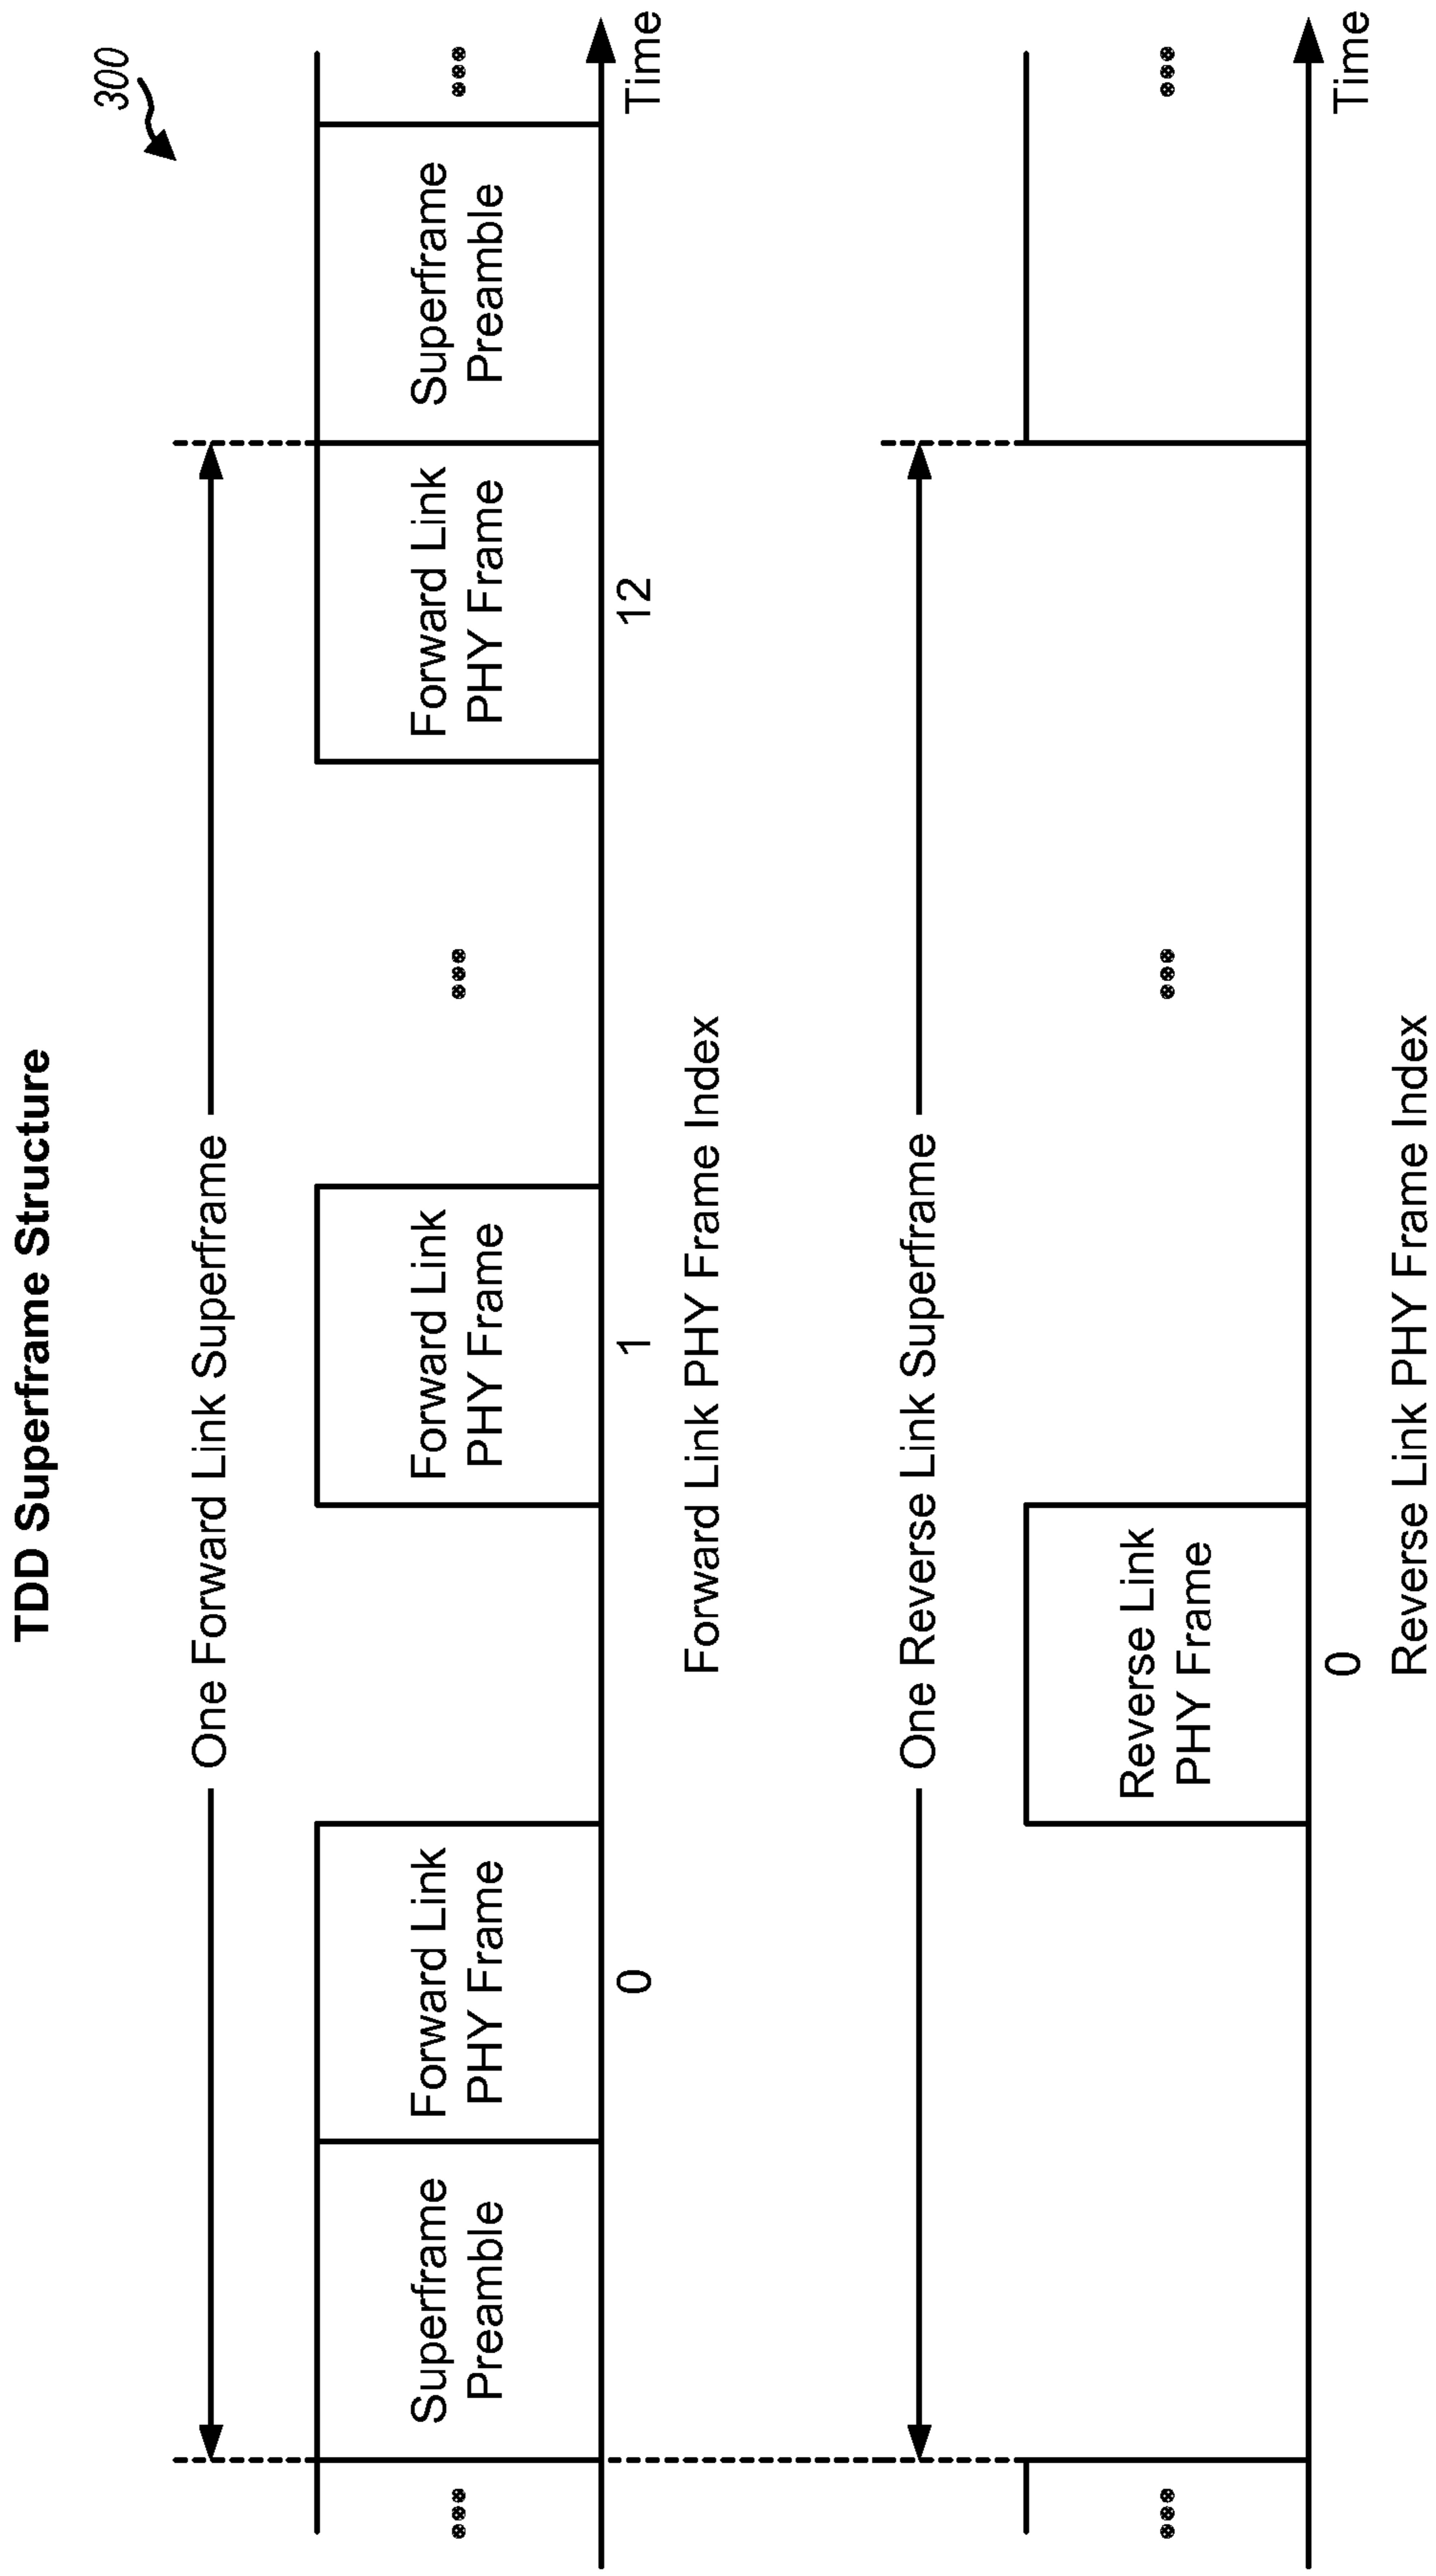 TDD Superframe Structure
300
One Forward Link Superframe
Superframe
Preamble
Forward Link
PHY Frame
Forward Link
PHY Frame
Forward Link
PHY Frame
Superframe
Preamble
0
1
12
Time
Forward Link PHY Frame Index
One Reverse Link Superframe
Reverse Link
PHY Frame
0
Time
Reverse Link PHY Frame Index